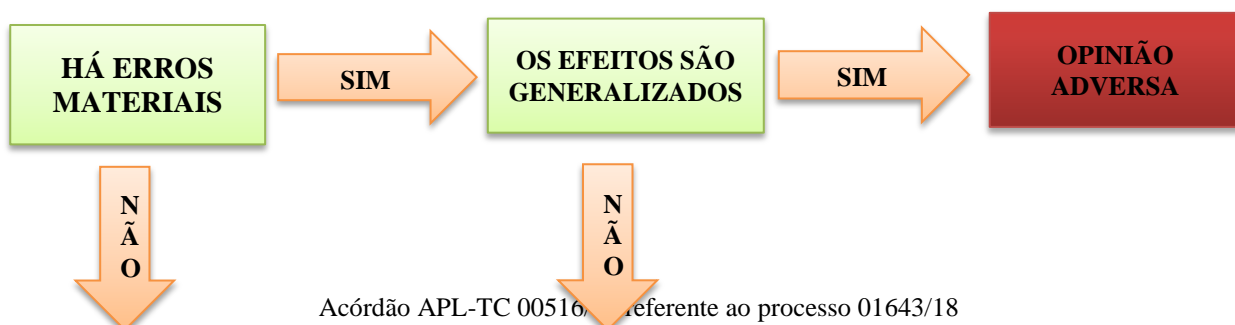 HÁ ERROS
MATERIAIS
SIM
OS EFEITOS SÃO
GENERALIZADOS
SIM
OPINIÃO
ADVERSA
N
Ã
O
N
Ã
O
Acórdão APL-TC 00516/ referente ao processo 01643/18